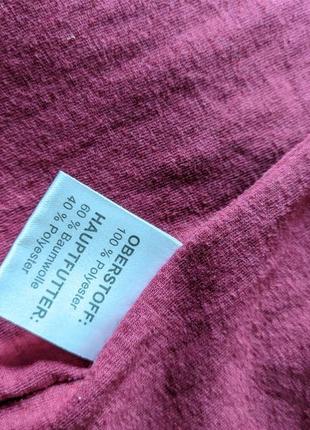 OBERSTOFF:
100 % Polyester
HAUPTFUTTER:
60 % Baumwolle
40 % Polyester